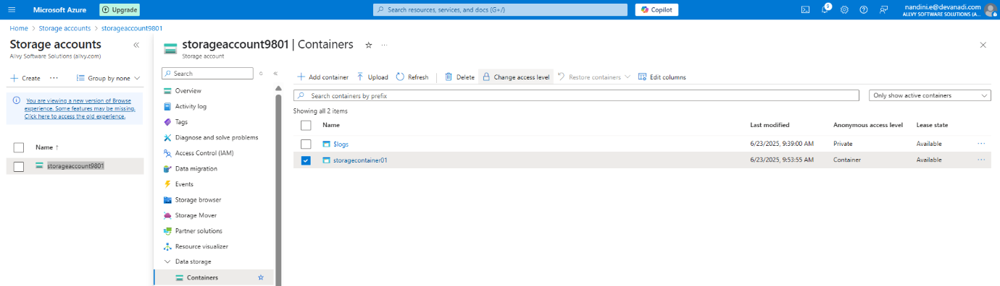 Microsoft Azure
Upgrade
Search resources, services, and docs (G+/)
Copilot
9
nandini.e@devanadi.com
ALLVY SOFTWARE SOLUTIONS (A...
Home > Storage accounts > storageaccount9801
Storage accounts
Allvy Software Solutions (allvy.com)
Create
Group by none
You are viewing a new version of Browse
experience. Some features may be missing.
Click here to access the old experience.
Name ↑
storageaccount9801
storageaccount9801 | Containers
Storage account
Search
Overview
Activity log
Tags
Diagnose and solve problems
Access Control (IAM)
Data migration
Events
Storage browser
Storage Mover
Partner solutions
Resource visualizer
Data storage
Containers
Add container Upload Refresh Delete Change access level Restore containers Edit columns
Search containers by prefix
Only show active containers
Showing all 2 items
Name Last modified Anonymous access level Lease state
$logs 6/23/2025, 9:39:00 AM Private Available
storagecontainer01 6/23/2025, 9:53:55 AM Container Available